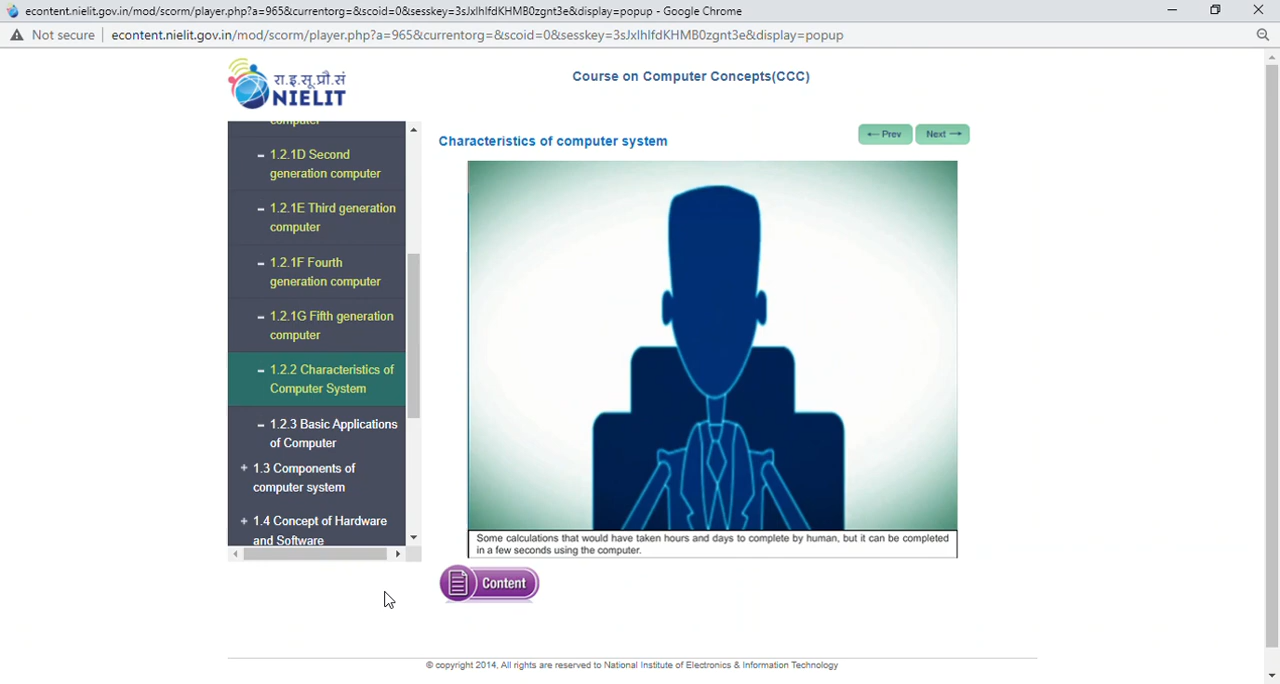 econtent.nielit.gov.in/mod/scorm/player.php?a=965&currentorg=&scoid=0&sesskey=3sJxlhlfdKHMB0zgnt3e&display=popup - Google Chrome
Not secure
econtent.nielit.gov.in/mod/scorm/player.php?a=965&currentorg=&scoid=0&sesskey=3sJxlhlfdKHMB0zgnt3e&display=popup
रा.इ.सू.प्रौ.सं
NIELIT
Course on Computer Concepts(CCC)
computer
1.2.1D Second
generation computer
1.2.1E Third generation
computer
1.2.1F Fourth
generation computer
1.2.1G Fifth generation
computer
1.2.2 Characteristics of
Computer System
1.2.3 Basic Applications
of Computer
+ 1.3 Components of
computer system
+ 1.4 Concept of Hardware
and Software
Characteristics of computer system
← Prev
Next →
Some calculations that would have taken hours and days to complete by human, but it can be completed
in a few seconds using the computer.
Content
© copyright 2014, All rights are reserved to National Institute of Electronics & Information Technology